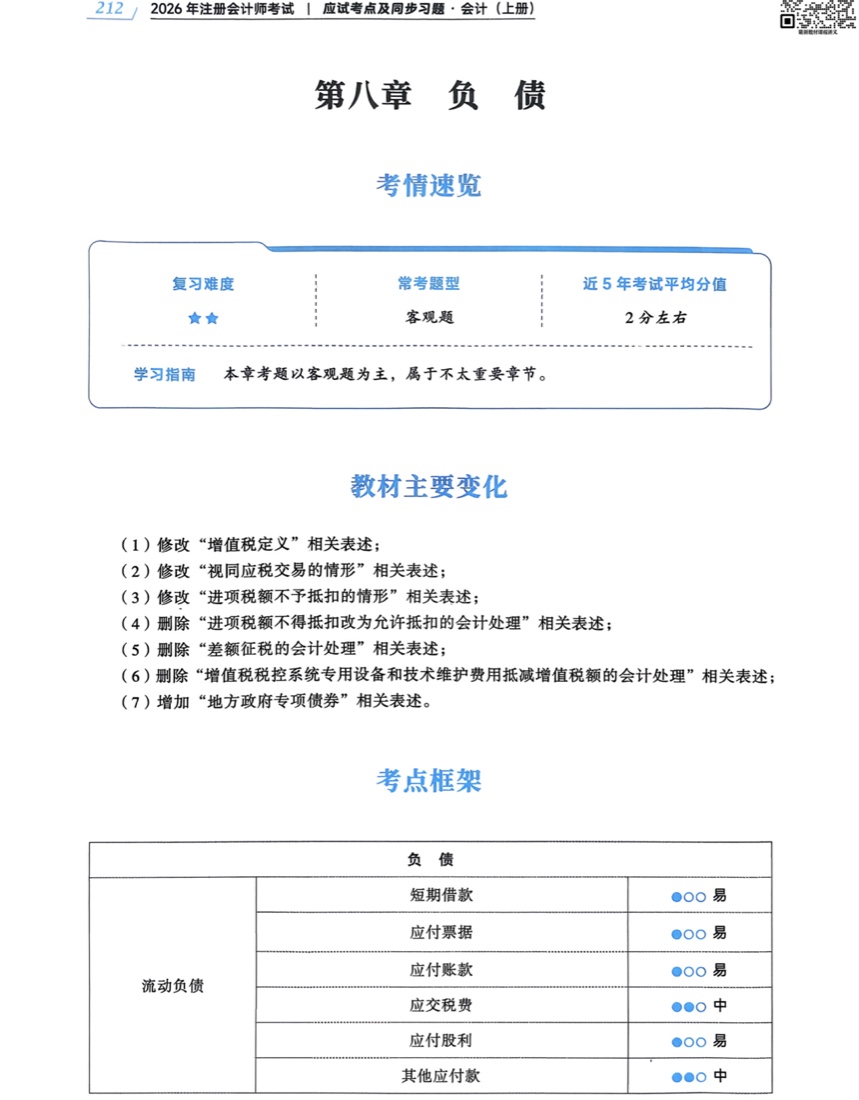 212 2026年注册会计师考试 | 应试考点及同步习题·会计（上册）
最新教材课程讲义
第八章 负 债
考情速览
复习难度 常考题型 近5年考试平均分值
★★ 客观题 2分左右
学习指南 本章考题以客观题为主，属于不太重要章节。
教材主要变化
（1）修改“增值税定义”相关表述；
（2）修改“视同应税交易的情形”相关表述；
（3）修改“进项税额不予抵扣的情形”相关表述；
（4）删除“进项税额不得抵扣改为允许抵扣的会计处理”相关表述；
（5）删除“差额征税的会计处理”相关表述；
（6）删除“增值税税控系统专用设备和技术维护费用抵减增值税额的会计处理”相关表述；
（7）增加“地方政府专项债券”相关表述。
考点框架
负 债
流动负债
短期借款 ●○○ 易
应付票据 ●○○ 易
应付账款 ●○○ 易
应交税费 ●●○ 中
应付股利 ●○○ 易
其他应付款 ●●○ 中